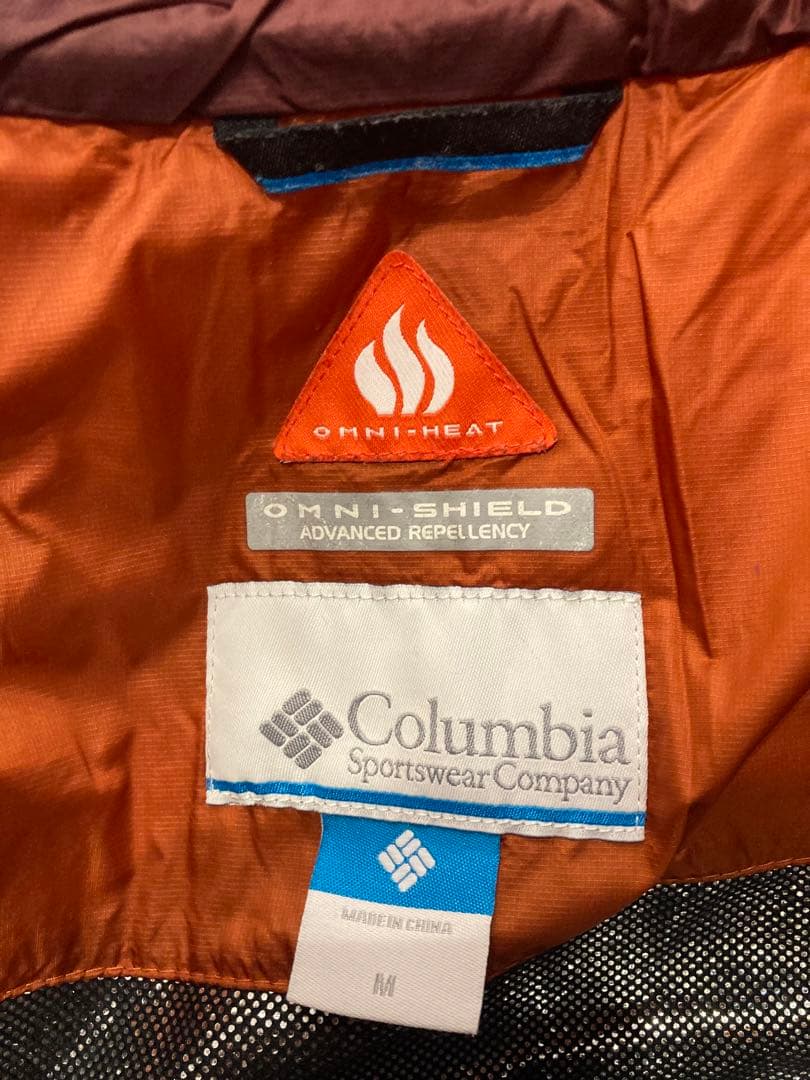 OMNI-HEAT
OMNI-SHIELD
ADVANCED REPELLENCY
Columbia
Sportswear Company
MADE IN CHINA
M